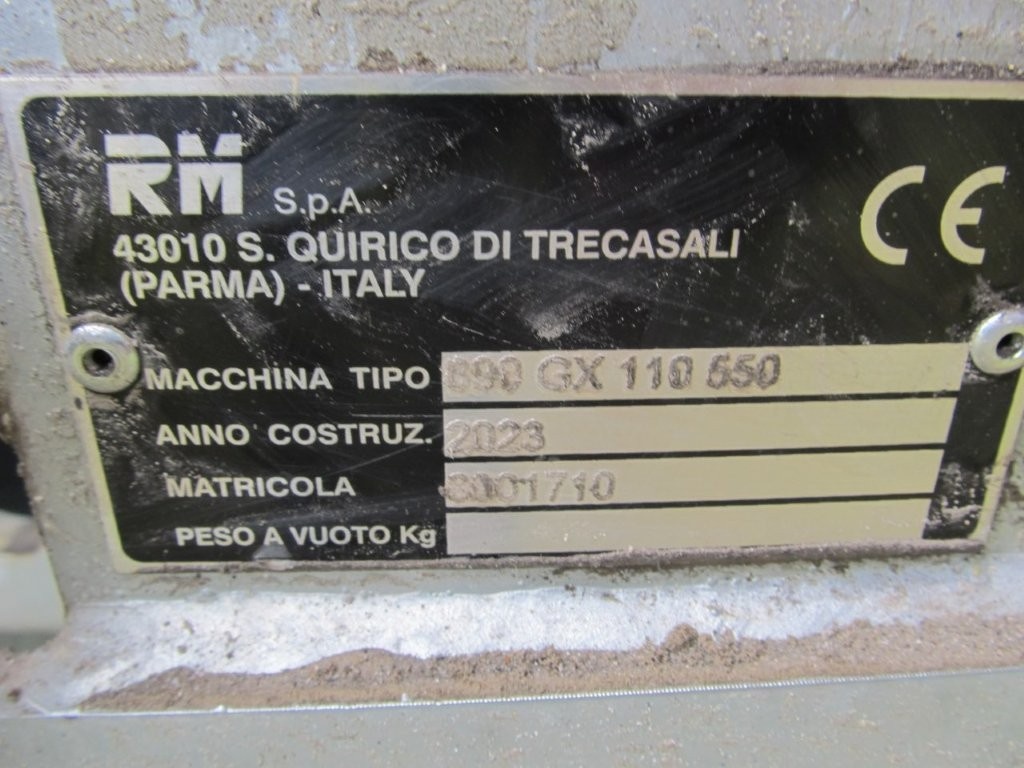 RM S.p.A.
43010 S. QUIRICO DI TRECASALI
(PARMA) - ITALY
CE
MACCHINA TIPO GX 110
ANNO COSTRUZ. 2023
MATRICOLA
PESO A VUOTO Kg